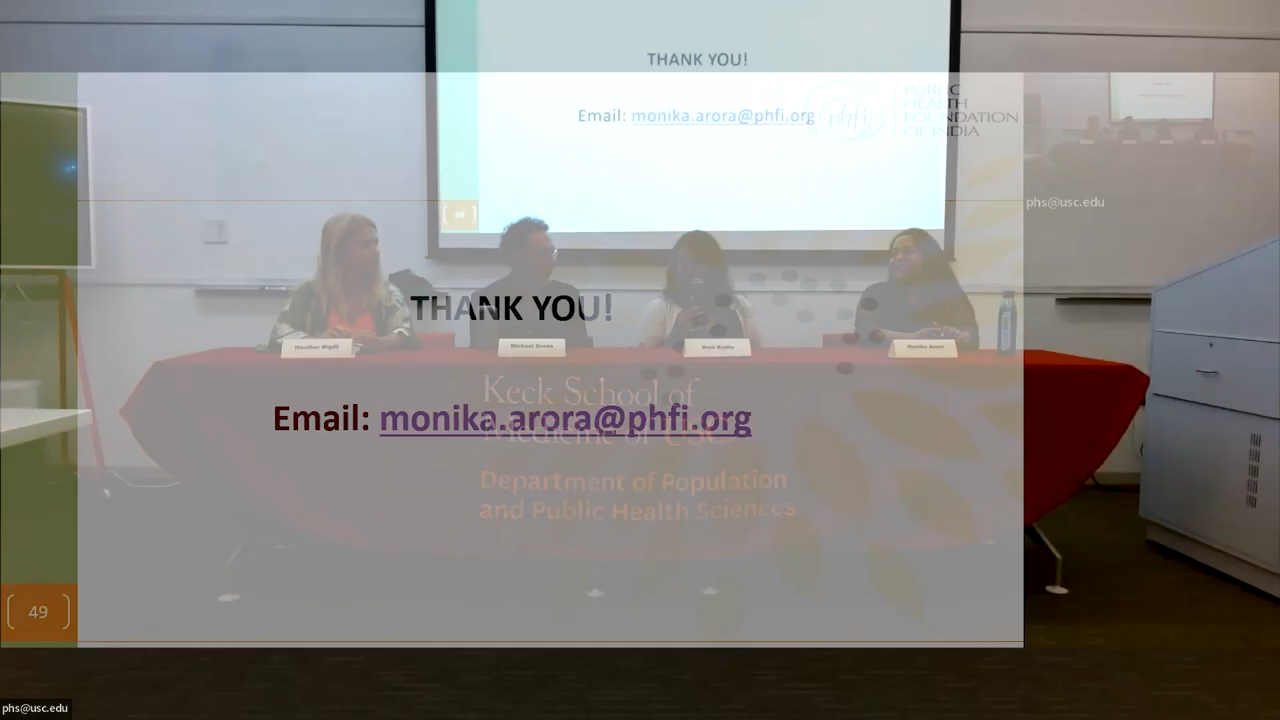 THANK YOU!
Email: monika.arora@phfi.org
phfi
PUBLIC
HEALTH
FOUNDATION
OF INDIA
phs@usc.edu
49
THANK YOU!
Email: monika.arora@phfi.org
Keck School of
Medicine of USC
Department of Population
and Public Health Sciences
49
phs@usc.edu